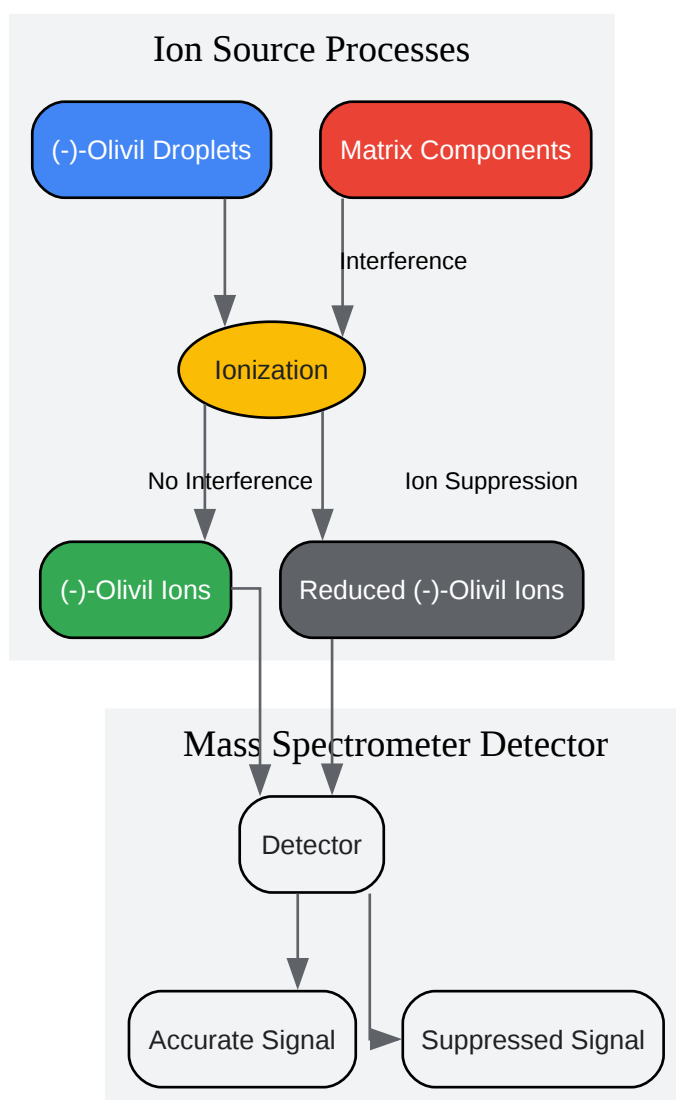 Ion Source Processes
(-)-Olivil Droplets
Matrix Components
Interference
Ionization
No Interference
Ion Suppression
(-)-Olivil Ions
Reduced (-)-Olivil Ions
Mass Spectrometer Detector
Detector
Accurate Signal
Suppressed Signal